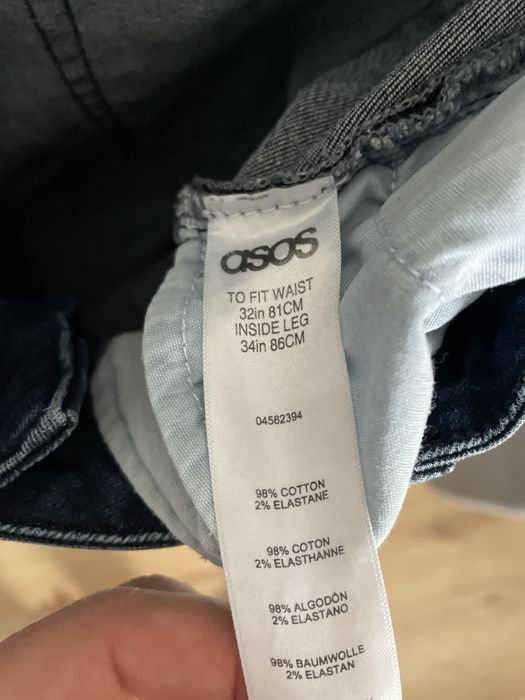 asos
TO FIT WAIST
32in 81CM
INSIDE LEG
34in 86CM
04582394
98% COTTON
2% ELASTANE
98% COTON
2% ELASTHANNE
98% ALGODÓN
2% ELASTANO
98% BAUMWOLLE
2% ELASTAN